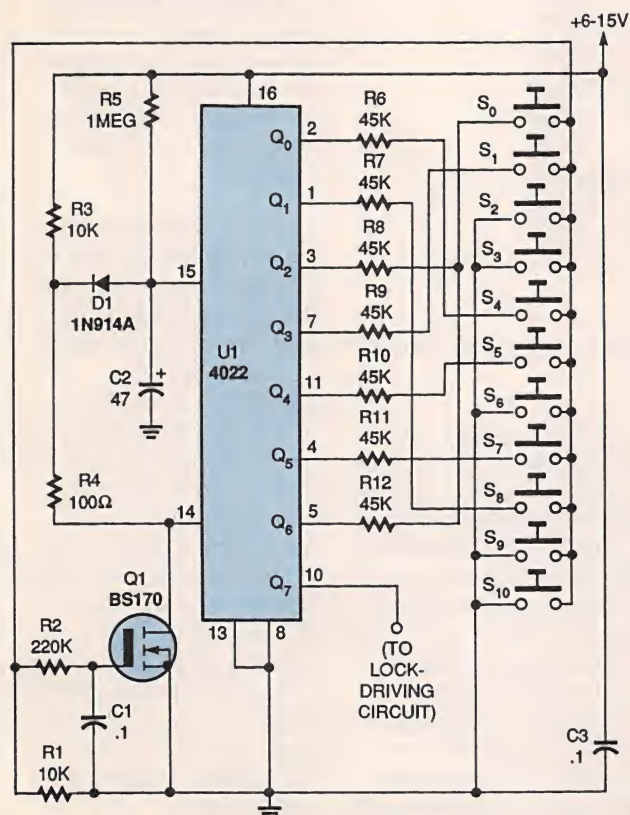 +6-15V
R5
1MEG
16
R6
45K
S0
Q0
2
R7
45K
S1
R3
10K
Q1
1
R8
45K
S2
15
Q2
3
R9
45K
S3
D1
1N914A
Q3
7
S4
U1
4022
R10
45K
S5
C2
47
+
Q4
11
R11
45K
S6
R4
100Ω
Q5
4
R12
45K
S7
14
Q6
5
S8
Q1
BS170
Q7
10
S9
R2
220K
13
8
S10
(TO
LOCK-
DRIVING
CIRCUIT)
C1
.1
C3
.1
R1
10K